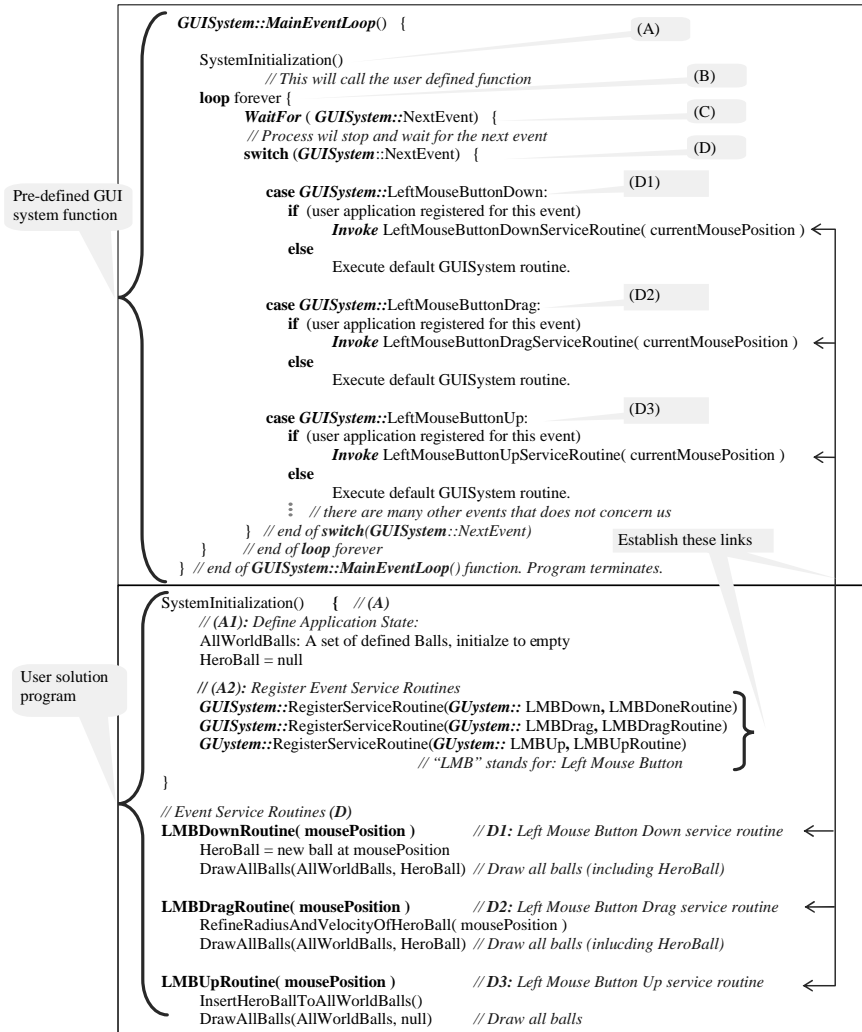 GUISystem::MainEventLoop() {
(A)
SystemInitialization()
// This will call the user defined function
(B)
loop forever {
WaitFor ( GUISystem::NextEvent) {
(C)
// Process wil stop and wait for the next event
switch (GUISystem::NextEvent) {
(D)
Pre-defined GUI
system function
case GUISystem::LeftMouseButtonDown:
(D1)
if (user application registered for this event)
Invoke LeftMouseButtonDownServiceRoutine( currentMousePosition )
else
Execute default GUISystem routine.
case GUISystem::LeftMouseButtonDrag:
(D2)
if (user application registered for this event)
Invoke LeftMouseButtonDragServiceRoutine( currentMousePosition )
else
Execute default GUISystem routine.
case GUISystem::LeftMouseButtonUp:
(D3)
if (user application registered for this event)
Invoke LeftMouseButtonUpServiceRoutine( currentMousePosition )
else
Execute default GUISystem routine.
⋮ // there are many other events that does not concern us
} // end of switch(GUISystem::NextEvent)
Establish these links
} // end of loop forever
} // end of GUISystem::MainEventLoop() function. Program terminates.
SystemInitialization() { // (A)
// (A1): Define Application State:
AllWorldBalls: A set of defined Balls, initialze to empty
HeroBall = null
User solution
program
// (A2): Register Event Service Routines
GUISystem::RegisterServiceRoutine(GUystem:: LMBDown, LMBDoneRoutine)
GUISystem::RegisterServiceRoutine(GUystem:: LMBDrag, LMBDragRoutine)
GUystem::RegisterServiceRoutine(GUystem:: LMBUp, LMBUpRoutine)
// “LMB” stands for: Left Mouse Button
}
// Event Service Routines (D)
LMBDownRoutine( mousePosition ) // D1: Left Mouse Button Down service routine
HeroBall = new ball at mousePosition
DrawAllBalls(AllWorldBalls, HeroBall) // Draw all balls (including HeroBall)
LMBDragRoutine( mousePosition ) // D2: Left Mouse Button Drag service routine
RefineRadiusAndVelocityOfHeroBall( mousePosition )
DrawAllBalls(AllWorldBalls, HeroBall) // Draw all balls (inlucding HeroBall)
LMBUpRoutine( mousePosition ) // D3: Left Mouse Button Up service routine
InsertHeroBallToAllWorldBalls()
DrawAllBalls(AllWorldBalls, null) // Draw all balls